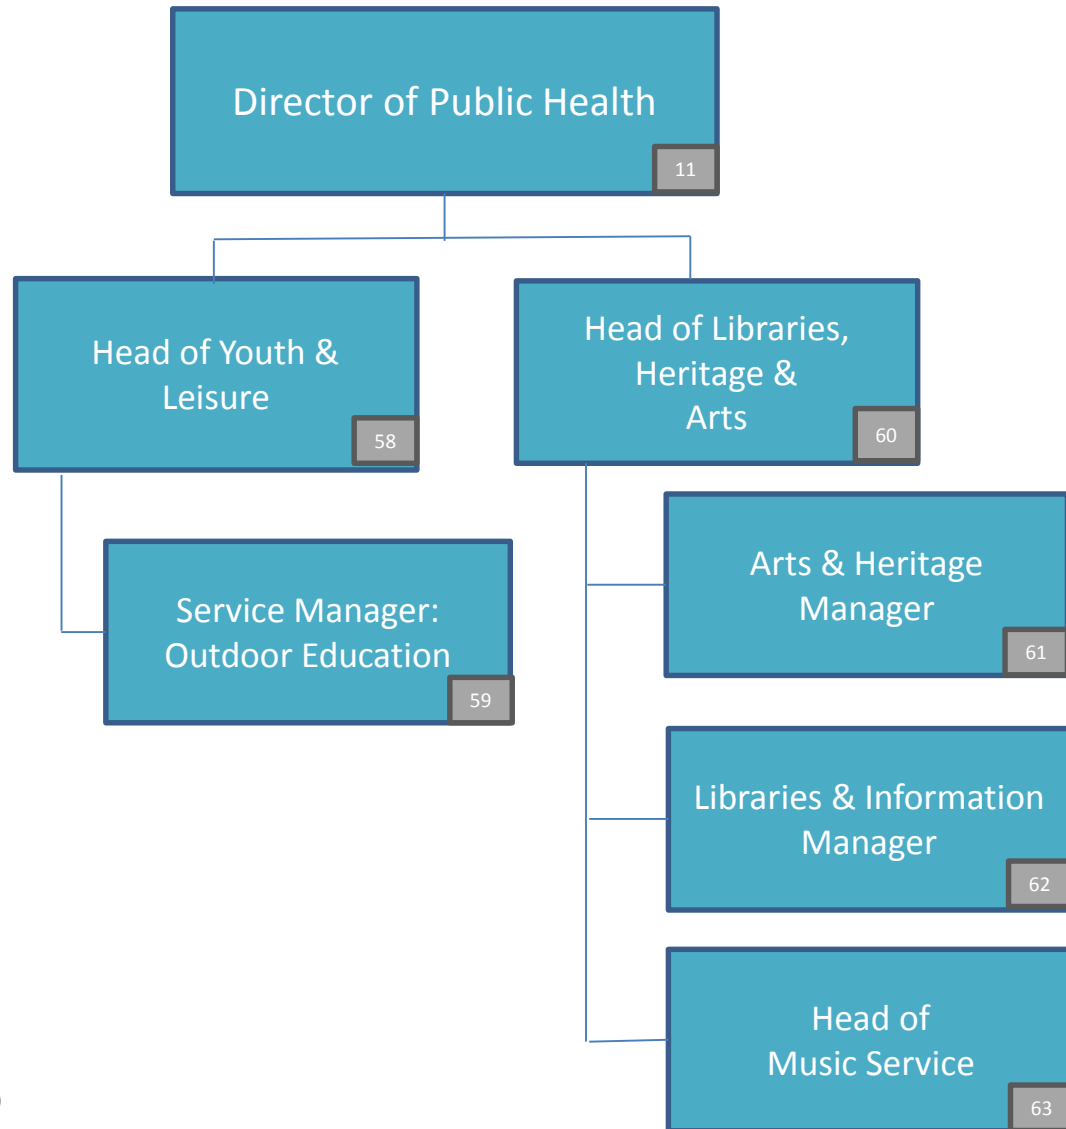 Director of Public Health
11
Head of Youth &
Leisure
58
Head of Libraries,
Heritage &
Arts
60
Service Manager:
Outdoor Education
59
Arts & Heritage
Manager
61
Libraries & Information
Manager
62
Head of
Music Service
63